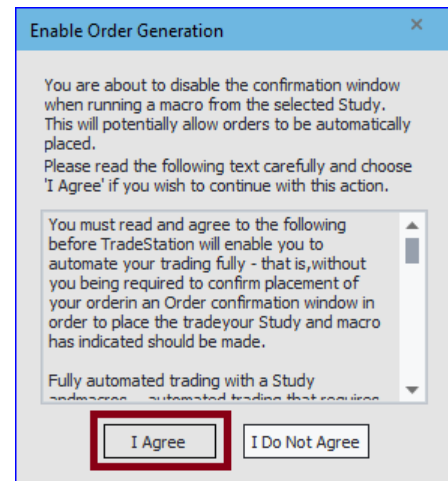 Enable Order Generation
You are about to disable the confirmation window
when running a macro from the selected Study.
This will potentially allow orders to be automatically
placed.
Please read the following text carefully and choose
'I Agree' if you wish to continue with this action.
You must read and agree to the following
before TradeStation will enable you to
automate your trading fully - that is,without
you being required to confirm placement of
your orderin an Order confirmation window in
order to place the tradeyour Study and macro
has indicated should be made.
Fully automated trading with a Study
andmacros - automated trading that requires
I Agree
I Do Not Agree